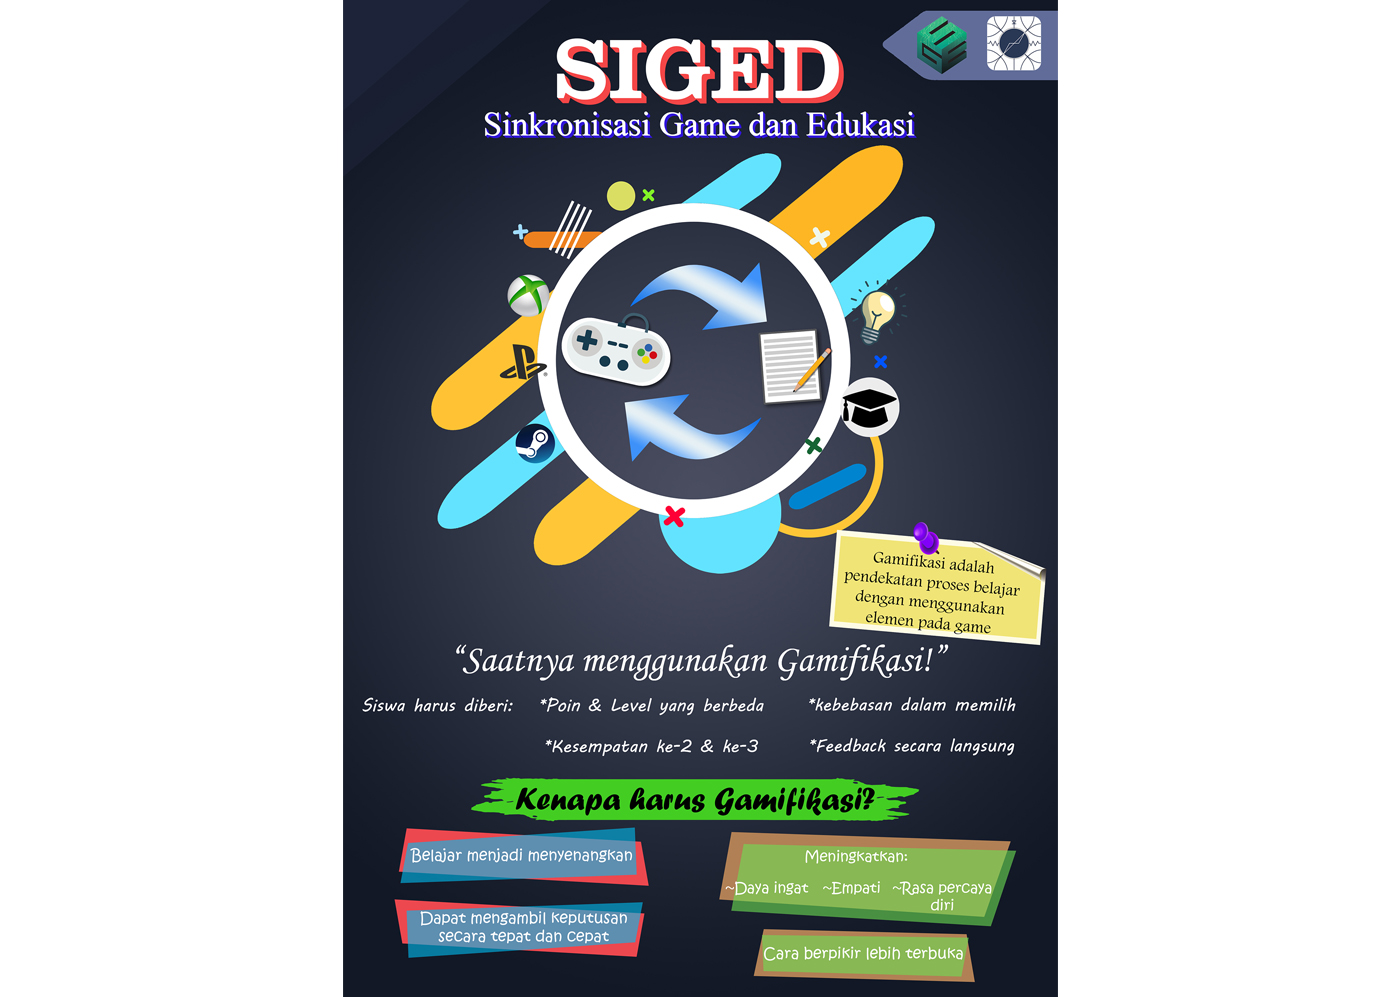 SIGED
Sinkronisasi Game dan Edukasi
Gamifikasi adalah
pendekatan proses belajar
dengan menggunakan
elemen pada game
“Saatnya menggunakan Gamifikasi!”
Siswa harus diberi: *Poin & Level yang berbeda *kebebasan dalam memilih
*Kesempatan ke-2 & ke-3 *Feedback secara langsung
Kenapa harus Gamifikasi?
Belajar menjadi menyenangkan
Dapat mengambil keputusan
secara tepat dan cepat
Meningkatkan:
~Daya ingat ~Empati ~Rasa percaya
diri
Cara berpikir lebih terbuka